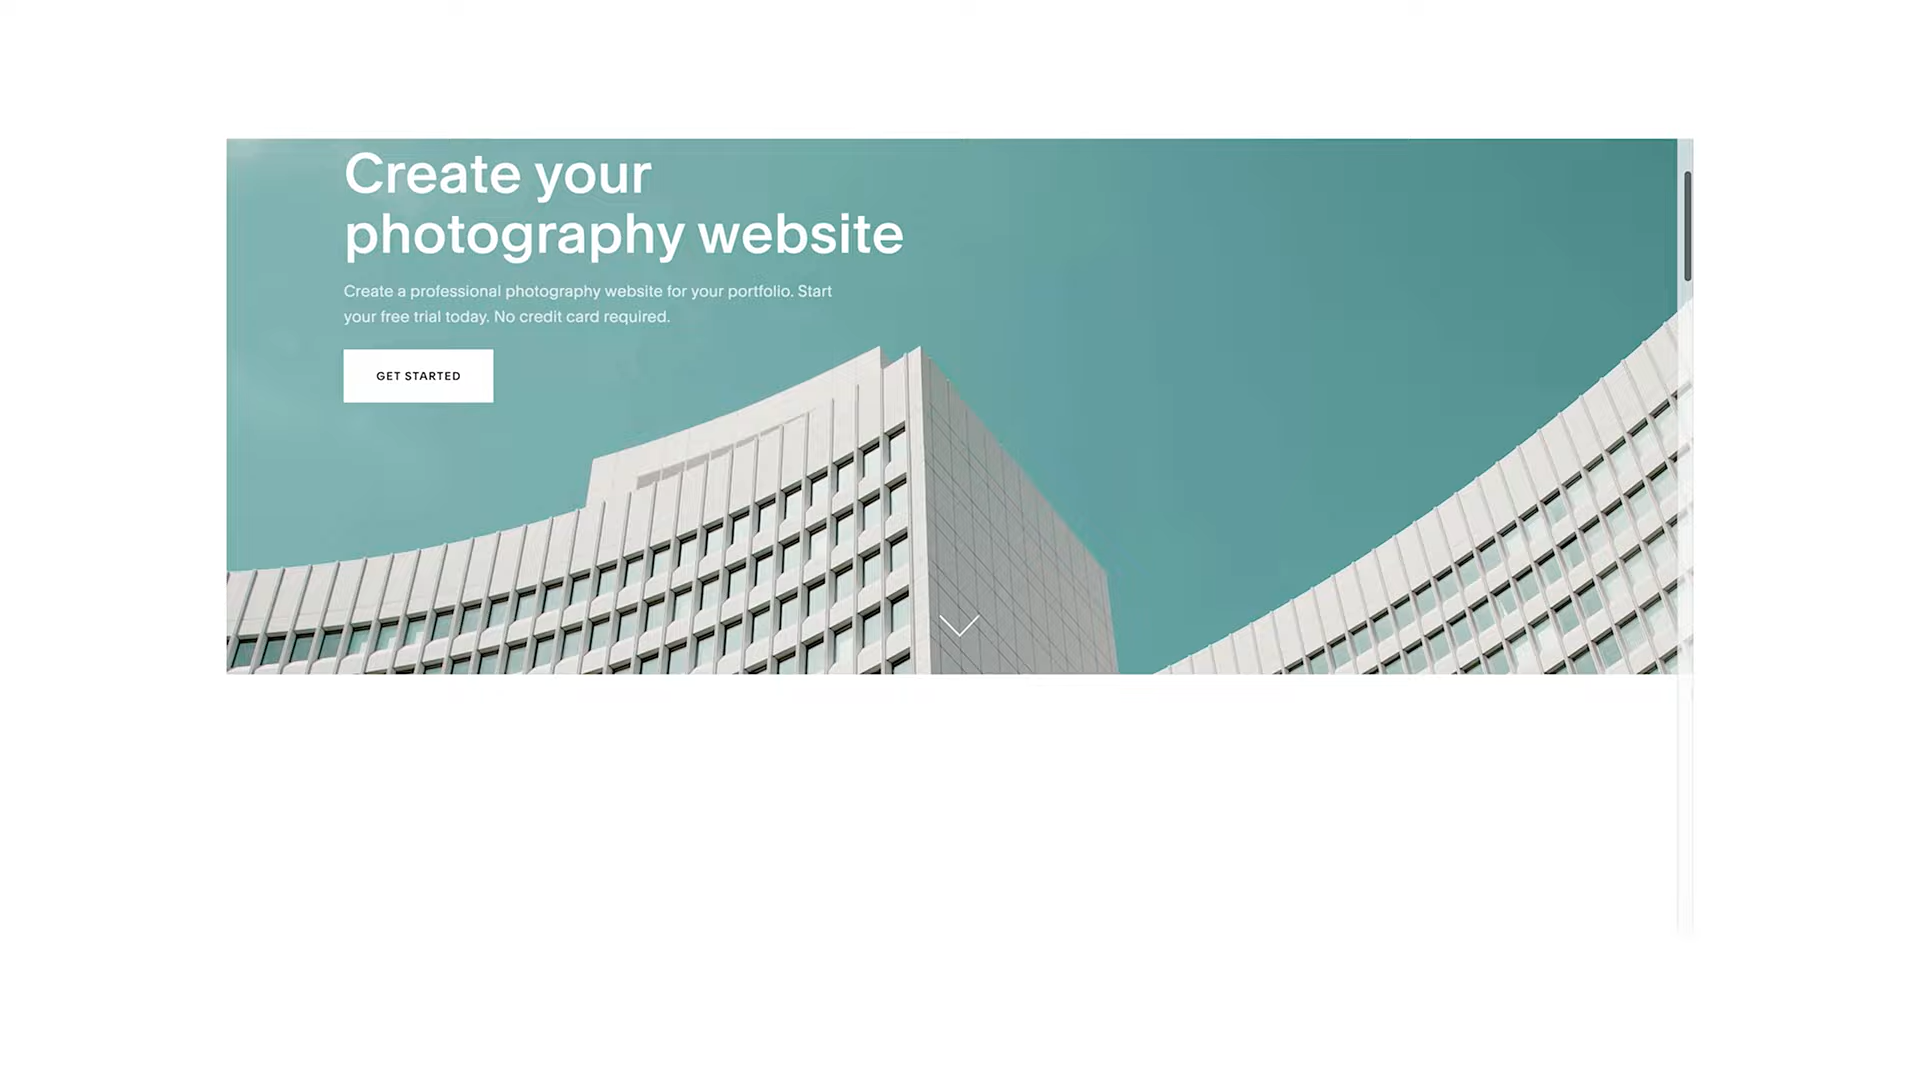 Create your
photography website
Create a professional photography website for your portfolio. Start
your free trial today. No credit card required.
GET STARTED